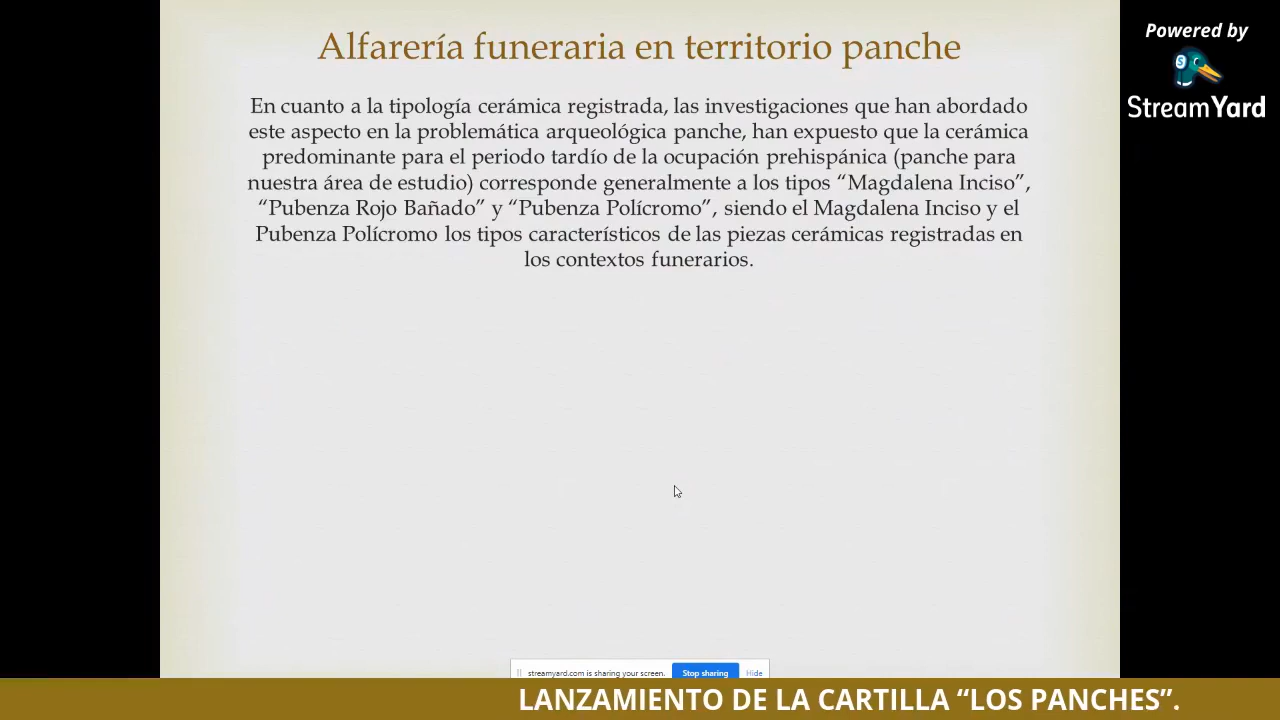 Alfarería funeraria en territorio panche
En cuanto a la tipología cerámica registrada, las investigaciones que han abordado
este aspecto en la problemática arqueológica panche, han expuesto que la cerámica
predominante para el periodo tardío de la ocupación prehispánica (panche para
nuestra área de estudio) corresponde generalmente a los tipos “Magdalena Inciso”,
“Pubenza Rojo Bañado” y “Pubenza Polícromo”, siendo el Magdalena Inciso y el
Pubenza Polícromo los tipos característicos de las piezas cerámicas registradas en
los contextos funerarios.
Powered by
StreamYard
streamyard.com is sharing your screen. Stop sharing Hide
LANZAMIENTO DE LA CARTILLA “LOS PANCHES”.